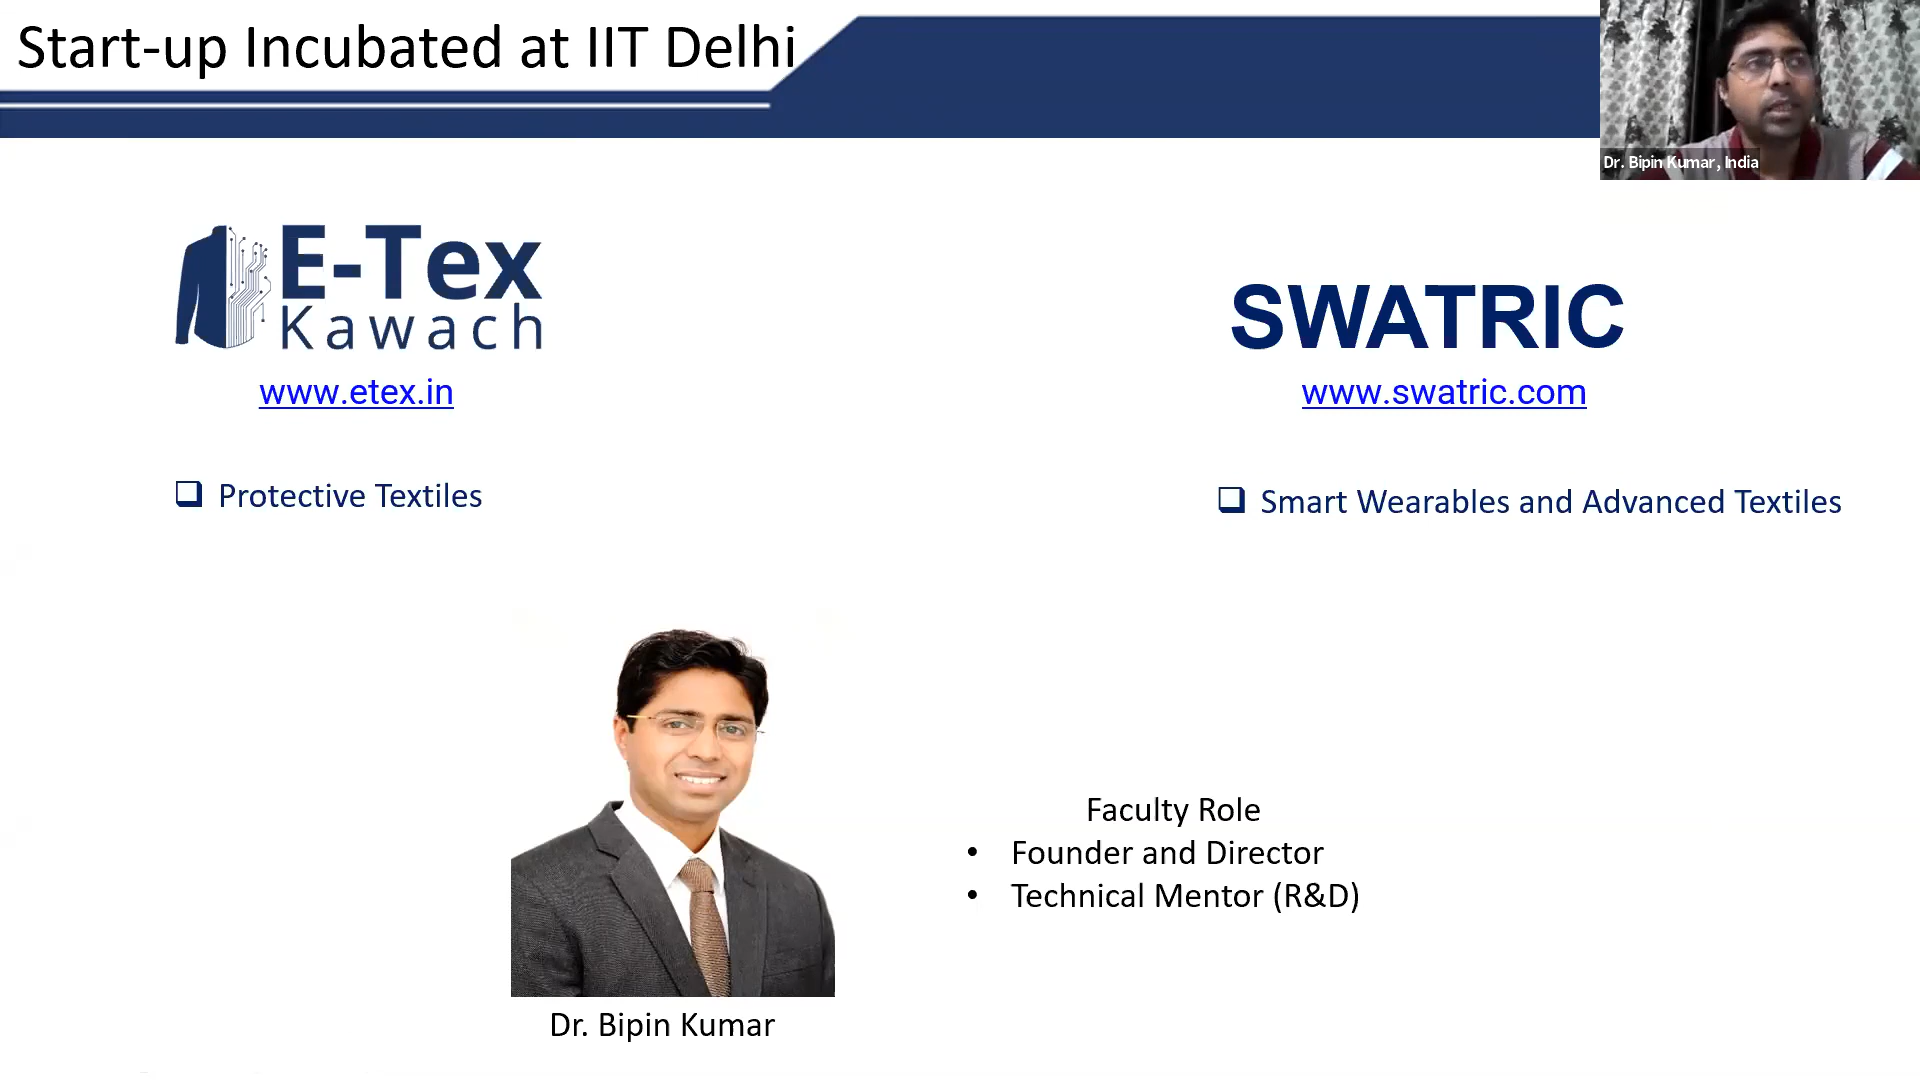 Start-up Incubated at IIT Delhi
Dr. Bipin Kumar, India
E-Tex
Kawach
www.etex.in
SWATRIC
www.swatric.com
Protective Textiles
Smart Wearables and Advanced Textiles
Faculty Role
• Founder and Director
• Technical Mentor (R&D)
Dr. Bipin Kumar